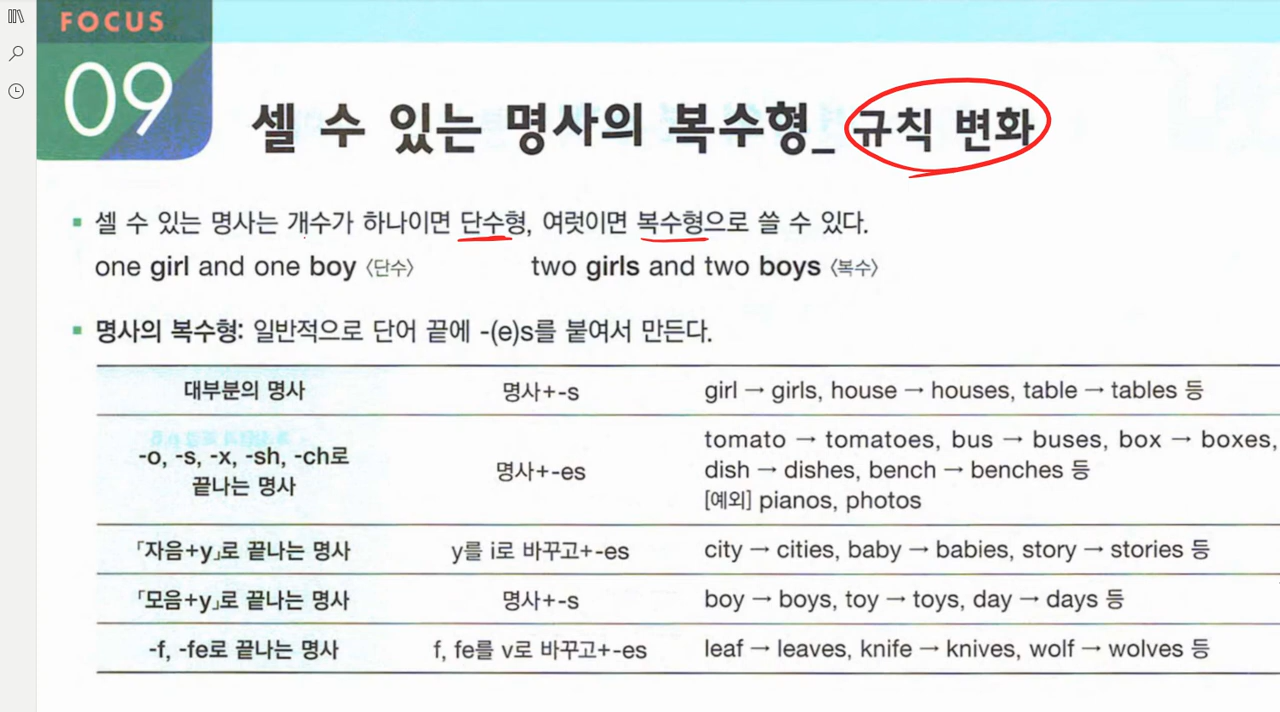 FOCUS
09
셀 수 있는 명사의 복수형_ 규칙 변화
▪ 셀 수 있는 명사는 개수가 하나이면 단수형, 여럿이면 복수형으로 쓸 수 있다.
one girl and one boy 〈단수〉 two girls and two boys 〈복수〉
▪ 명사의 복수형: 일반적으로 단어 끝에 -(e)s를 붙여서 만든다.
대부분의 명사 명사+-s girl → girls, house → houses, table → tables 등
-o, -s, -x, -sh, -ch로
끝나는 명사
명사+-es
tomato → tomatoes, bus → buses, box → boxes,
dish → dishes, bench → benches 등
[예외] pianos, photos
「자음+y」로 끝나는 명사 y를 i로 바꾸고+-es city → cities, baby → babies, story → stories 등
「모음+y」로 끝나는 명사 명사+-s boy → boys, toy → toys, day → days 등
-f, -fe로 끝나는 명사 f, fe를 v로 바꾸고+-es leaf → leaves, knife → knives, wolf → wolves 등